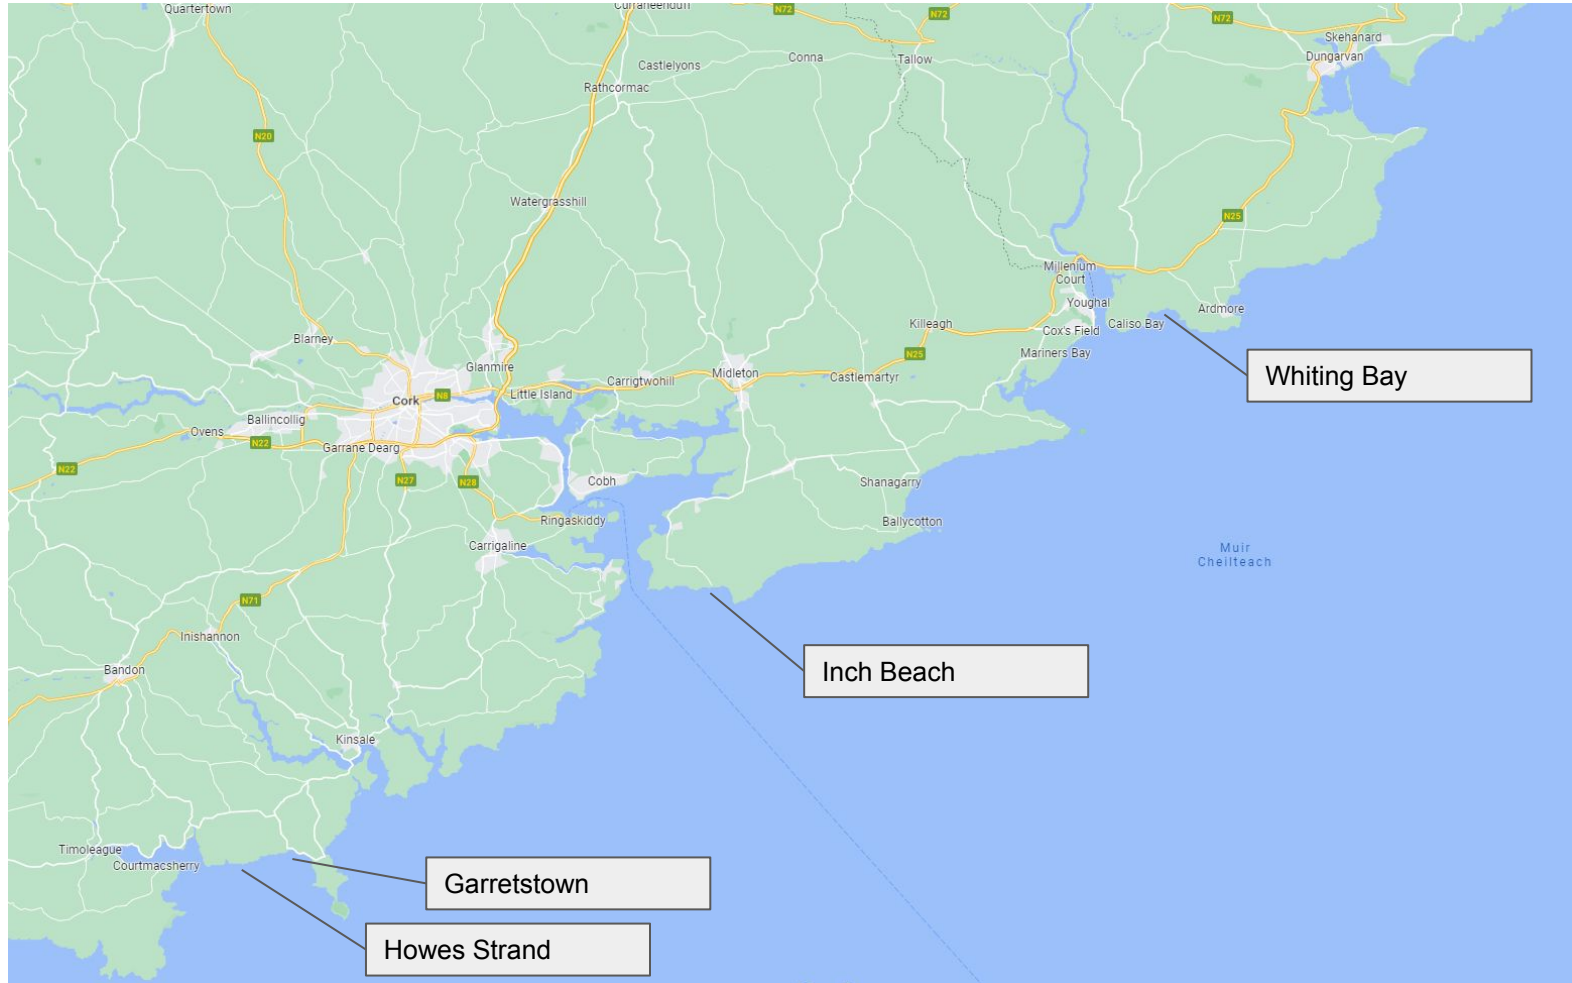 Quartertown
Curraheenduff
N72
N72
N72
Skehanard
Dungarvan
Castlelyons
Conna
Tallow
Rathcormac
N20
Watergrasshill
N25
Millenium
Court
Youghal
Ardmore
Killeagh
Cox's Field
Caliso Bay
Blarney
Mariners Bay
N25
Whiting Bay
Glanmire
Midleton
Castlemartyr
Carrigtwohill
Little Island
N8
Cork
Ballincollig
Ovens
N22
Garrane Dearg
N22
N27
N28
Cobh
Shanagarry
Ringaskiddy
Ballycotton
Carrigaline
Muir
Cheilteach
N71
Inishannon
Bandon
Inch Beach
Kinsale
Timoleague
Courtmacsherry
Garretstown
Howes Strand